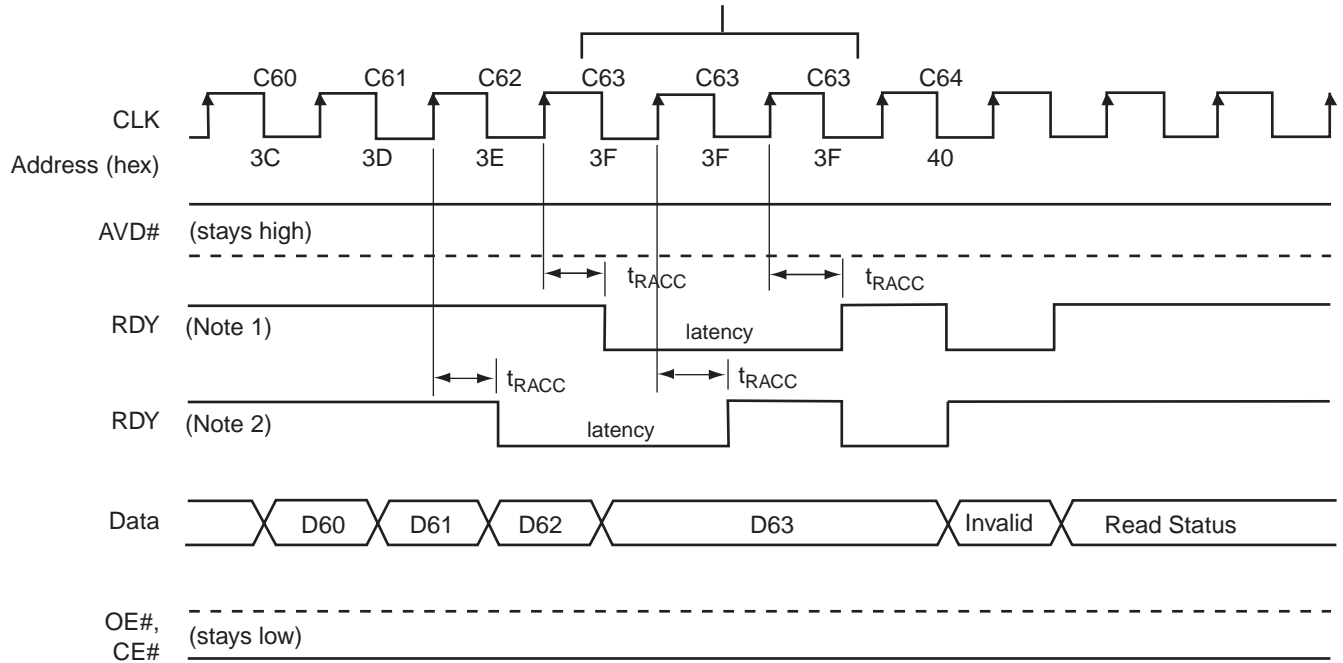 C60 C61 C62 C63 C63 C63 C64
CLK
Address (hex) 3C 3D 3E 3F 3F 3F 40
AVD# (stays high)
tRACC tRACC
RDY (Note 1) latency
tRACC tRACC
RDY (Note 2) latency
Data D60 D61 D62 D63 Invalid Read Status
OE#,
CE# (stays low)